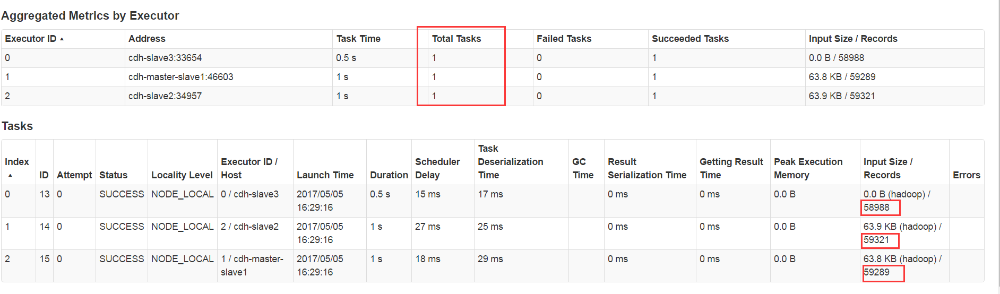 Aggregated Metrics by Executor
Executor ID ▲ Address Task Time Total Tasks Failed Tasks Succeeded Tasks Input Size / Records
0 cdh-slave3:33654 0.5 s 1 0 1 0.0 B / 58988
1 cdh-master-slave1:46603 1 s 1 0 1 63.8 KB / 59289
2 cdh-slave2:34957 1 s 1 0 1 63.9 KB / 59321
Tasks
Index ▲ ID Attempt Status Locality Level Executor ID / Host Launch Time Duration Scheduler Delay Task Deserialization Time GC Time Result Serialization Time Getting Result Time Peak Execution Memory Input Size / Records Errors
0 13 0 SUCCESS NODE_LOCAL 0 / cdh-slave3 2017/05/05 16:29:16 0.5 s 15 ms 17 ms 0 ms 0 ms 0.0 B 0.0 B (hadoop) / 58988
1 14 0 SUCCESS NODE_LOCAL 2 / cdh-slave2 2017/05/05 16:29:16 1 s 27 ms 25 ms 0 ms 0 ms 0.0 B 63.9 KB (hadoop) / 59321
2 15 0 SUCCESS NODE_LOCAL 1 / cdh-master-slave1 2017/05/05 16:29:16 1 s 18 ms 29 ms 0 ms 0 ms 0.0 B 63.8 KB (hadoop) / 59289